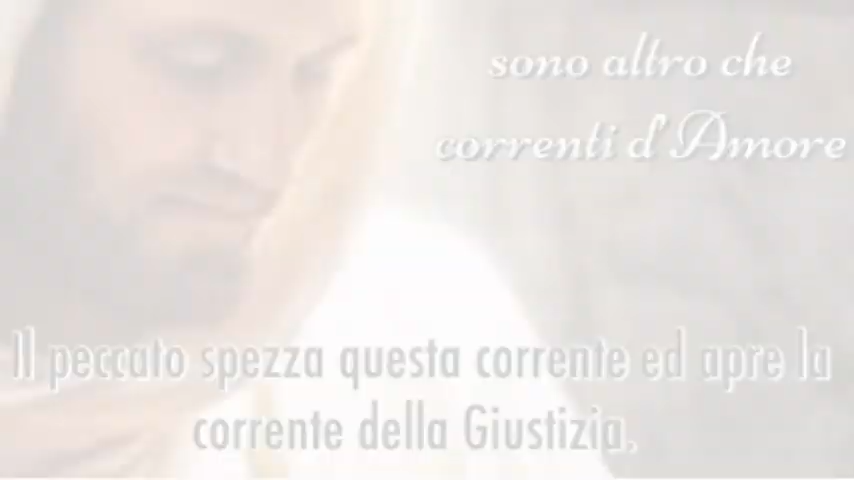 sono altro che
correnti d'Amore
Il peccato spezza questa corrente ed apre la
corrente della Giustizia.